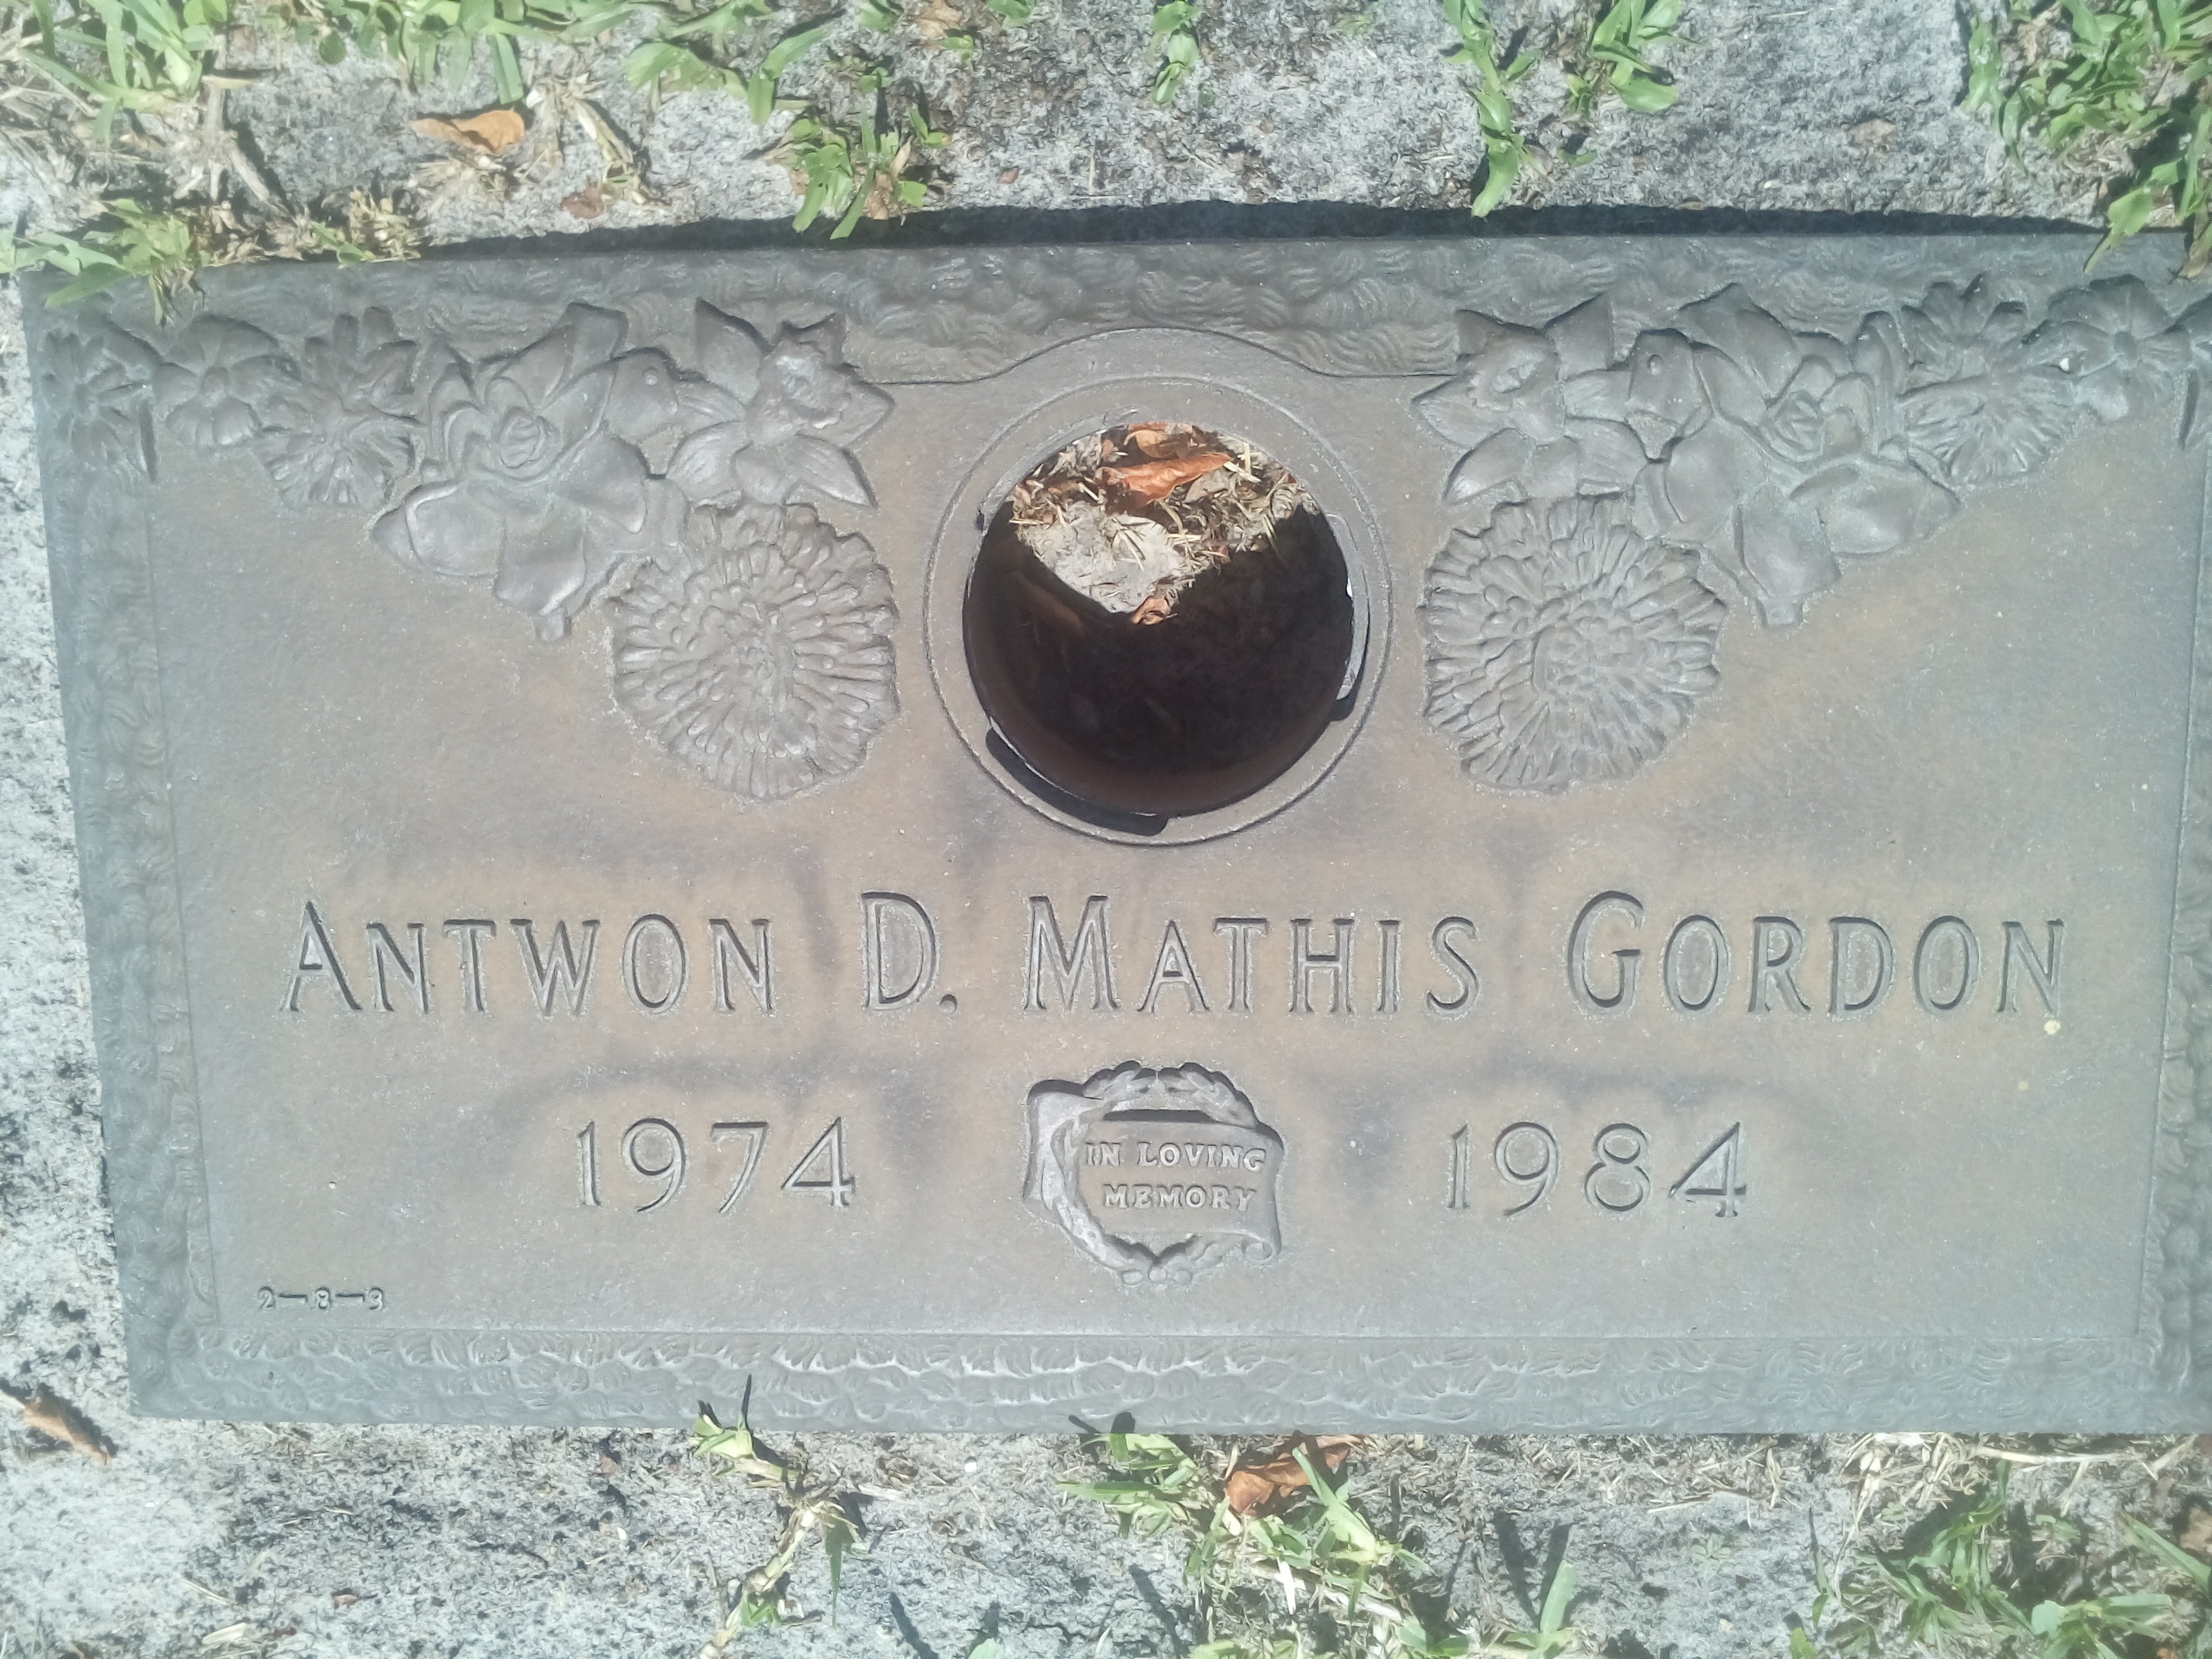 ANTWON D. MATHIS GORDON
1974 IN LOVING MEMORY 1984
2-8-3